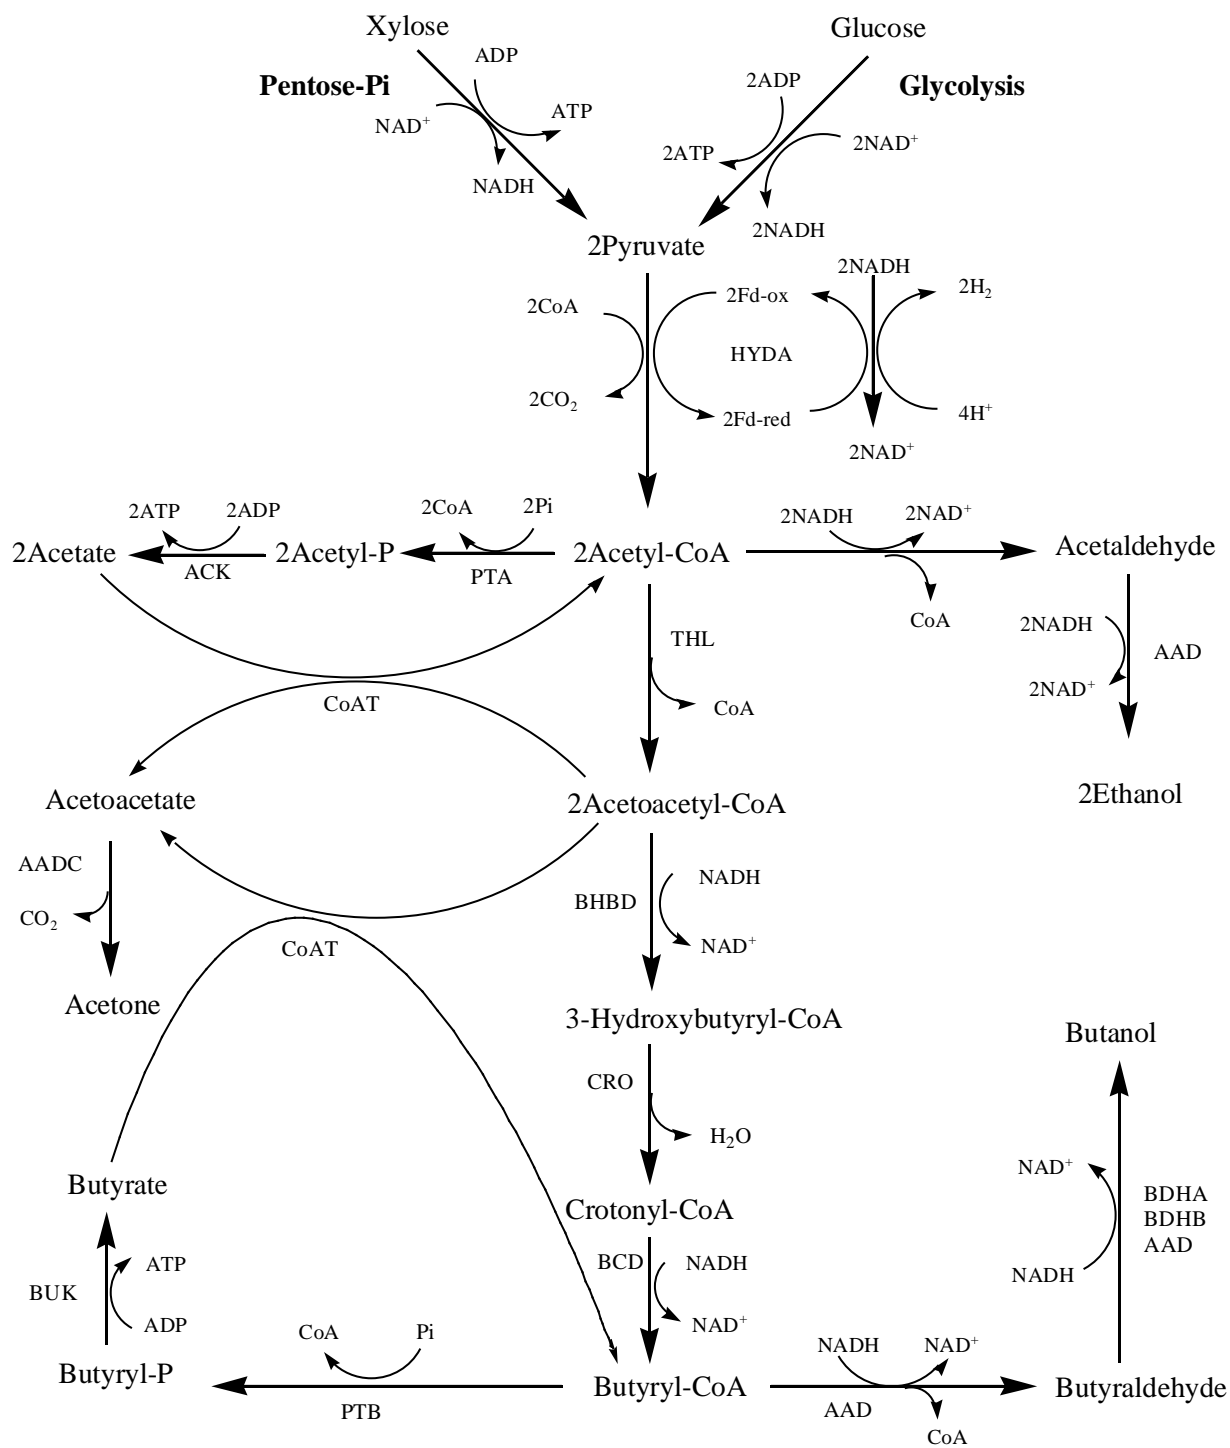 Xylose
Glucose
Pentose-Pi
ADP
2ADP
Glycolysis
NAD⁺
ATP
2ATP
2NAD⁺
NADH
2NADH
2Pyruvate
2NADH
2CoA
2Fd-ox
2H₂
HYDA
2CO₂
2Fd-red
4H⁺
2NAD⁺
2ATP
2ADP
2CoA
2Pi
2NADH
2NAD⁺
2Acetate
2Acetyl-P
2Acetyl-CoA
Acetaldehyde
ACK
PTA
CoA
2NADH
THL
AAD
2NAD⁺
CoAT
CoA
Acetoacetate
2Acetoacetyl-CoA
2Ethanol
AADC
NADH
BHBD
CO₂
CoAT
NAD⁺
Acetone
3-Hydroxybutyryl-CoA
Butanol
CRO
H₂O
NAD⁺
Butyrate
BDHA
Crotonyl-CoA
BDHB
AAD
ATP
BCD
NADH
NADH
BUK
ADP
NAD⁺
CoA
Pi
NADH
NAD⁺
Butyryl-P
Butyryl-CoA
Butyraldehyde
PTB
AAD
CoA